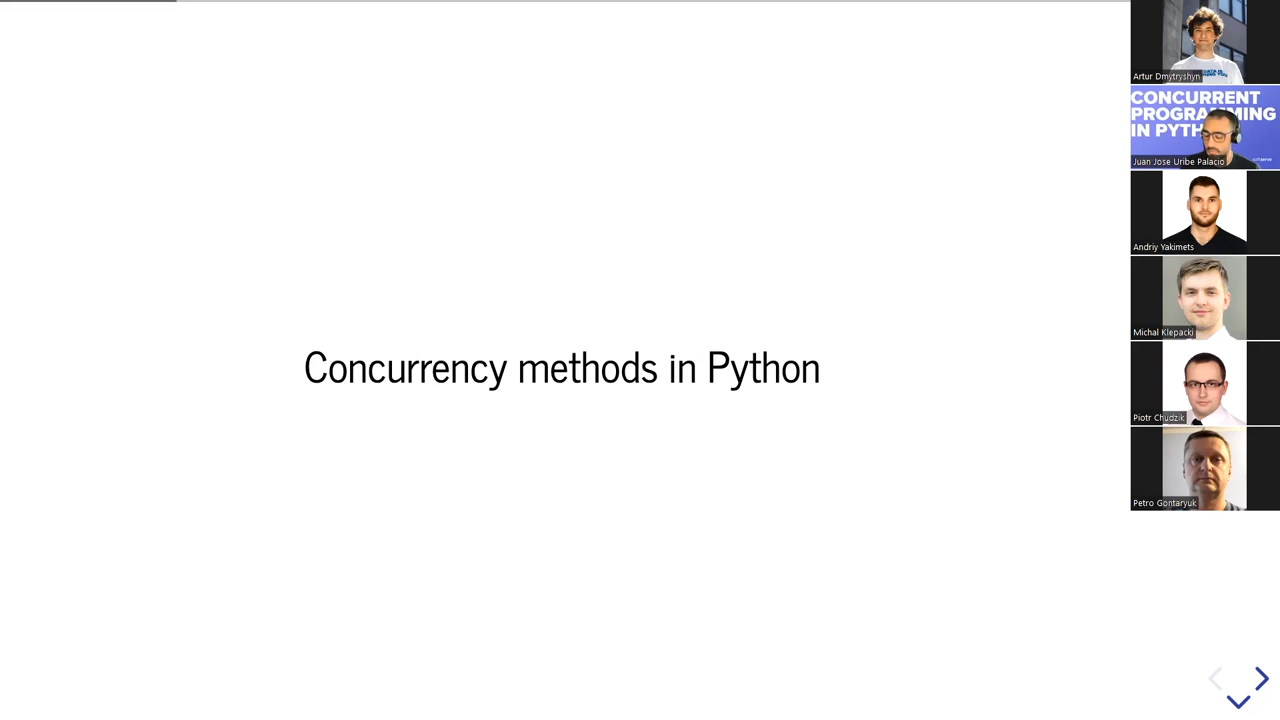 Concurrency methods in Python
Artur Dmytryshyn
CONCURRENT
PROGRAMMING
IN PYTH
Juan Jose Uribe Palacio
Andriy Yakimets
Michal Klepacki
Piotr Chudzik
Petro Gontaryuk